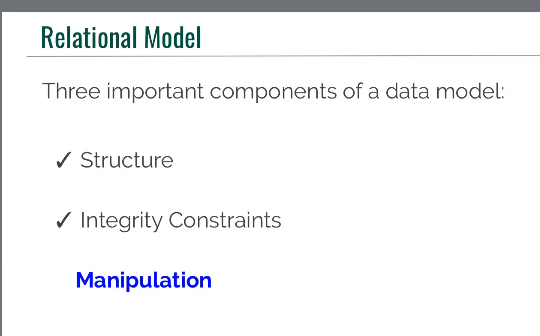 Relational Model
Three important components of a data model:
✓ Structure
✓ Integrity Constraints
Manipulation